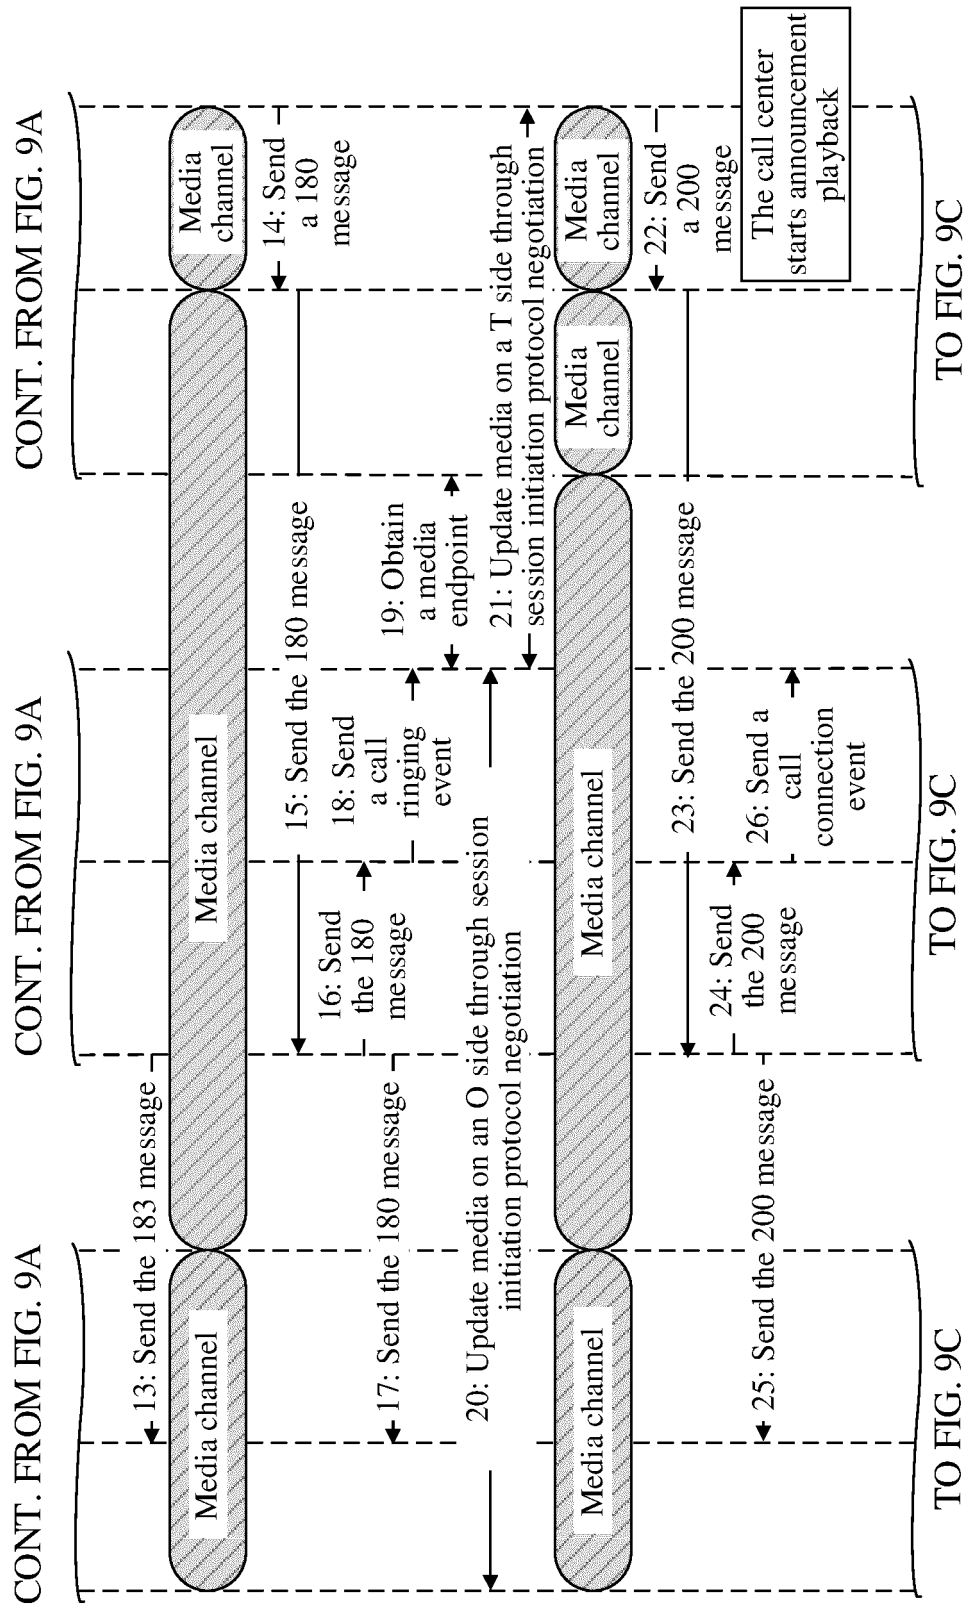 CONT. FROM FIG. 9A
CONT. FROM FIG. 9A
CONT. FROM FIG. 9A
13: Send the 183 message
Media channel
Media channel
Media
channel
14: Send
a 180
message
15: Send the 180 message
16: Send
the 180
message
17: Send the 180 message
18: Send
a call
ringing
event
19: Obtain
a media
endpoint
20: Update media on an O side through session
initiation protocol negotiation
21: Update media on a T side through
session initiation protocol negotiation
Media channel
Media channel
Media
channel
Media
channel
22: Send
a 200
message
23: Send the 200 message
24: Send
the 200
message
25: Send the 200 message
26: Send a
call
connection
event
The call center
starts announcement
playback
TO FIG. 9C
TO FIG. 9C
TO FIG. 9C